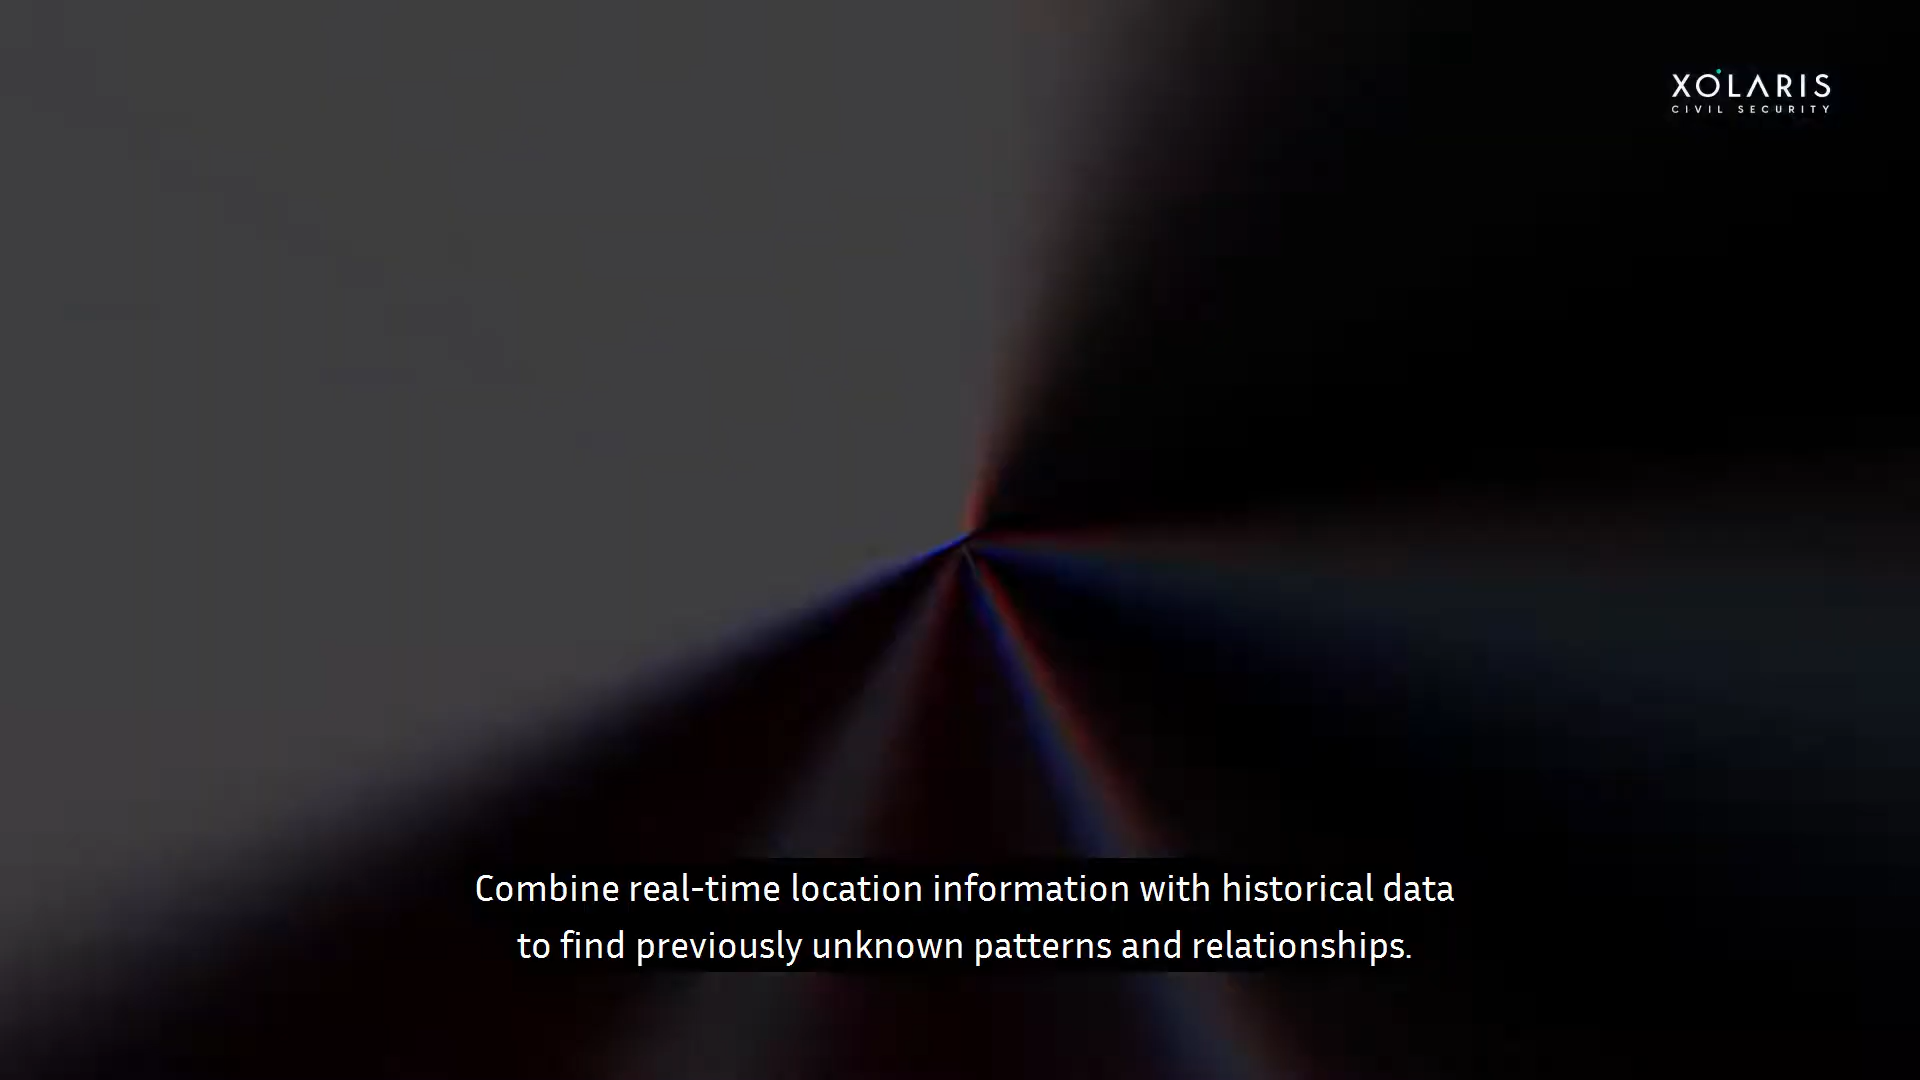 XOLARIS
CIVIL SECURITY
Combine real-time location information with historical data
to find previously unknown patterns and relationships.